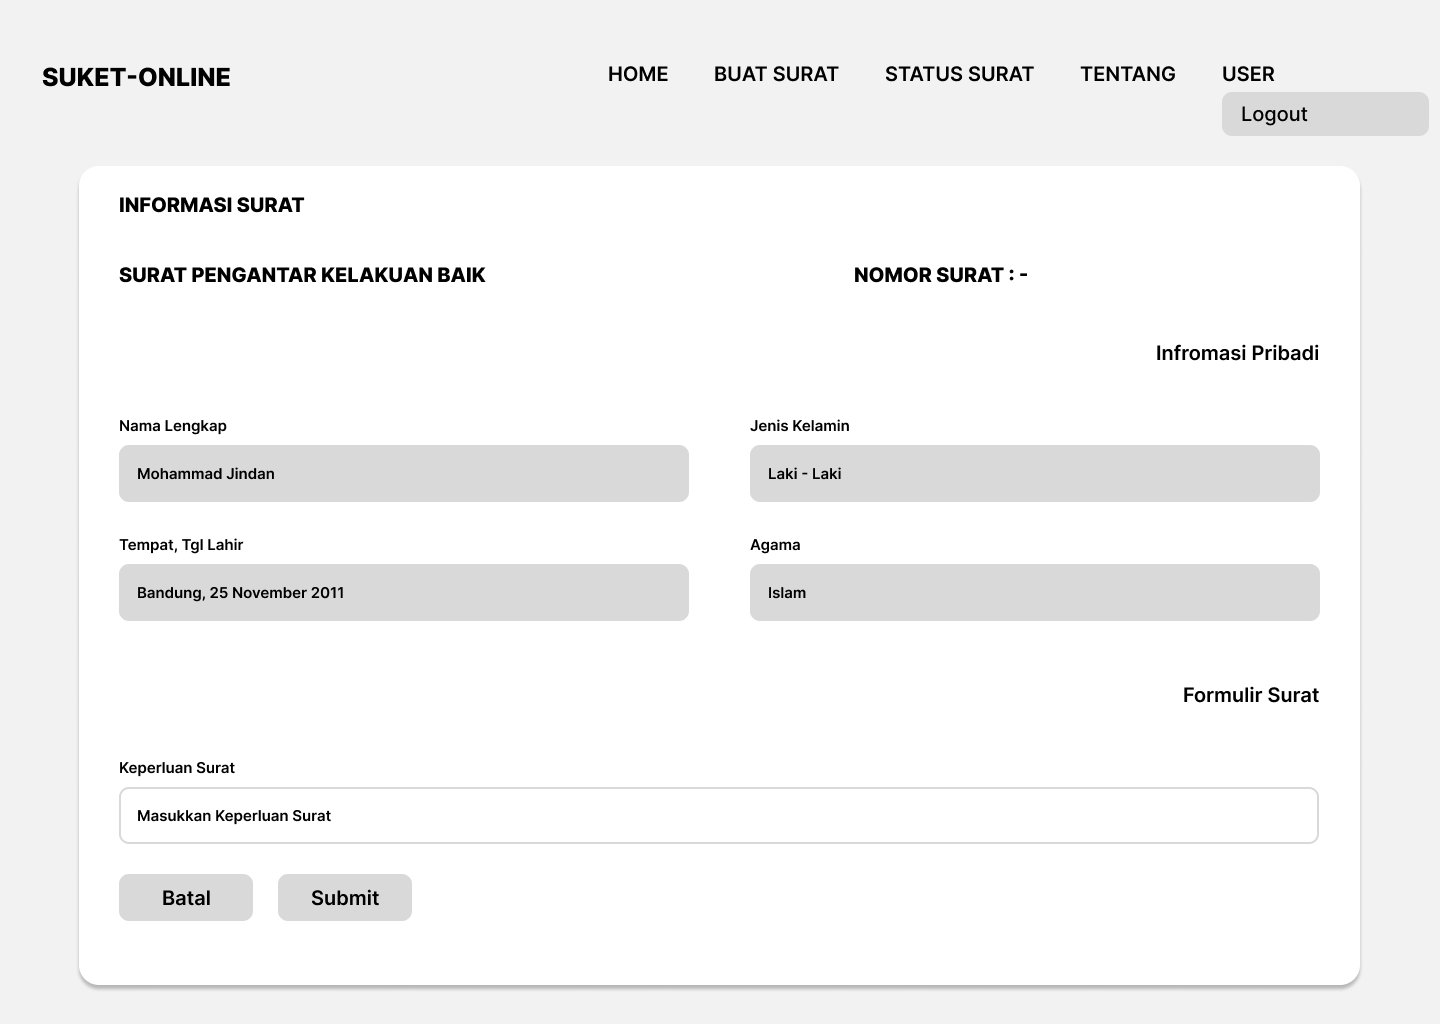 SUKET-ONLINE
HOME BUAT SURAT STATUS SURAT TENTANG USER
Logout
INFORMASI SURAT
SURAT PENGANTAR KELAKUAN BAIK NOMOR SURAT : -
Infromasi Pribadi
Nama Lengkap Jenis Kelamin
Mohammad Jindan Laki - Laki
Tempat, Tgl Lahir Agama
Bandung, 25 November 2011 Islam
Formulir Surat
Keperluan Surat
Masukkan Keperluan Surat
Batal Submit